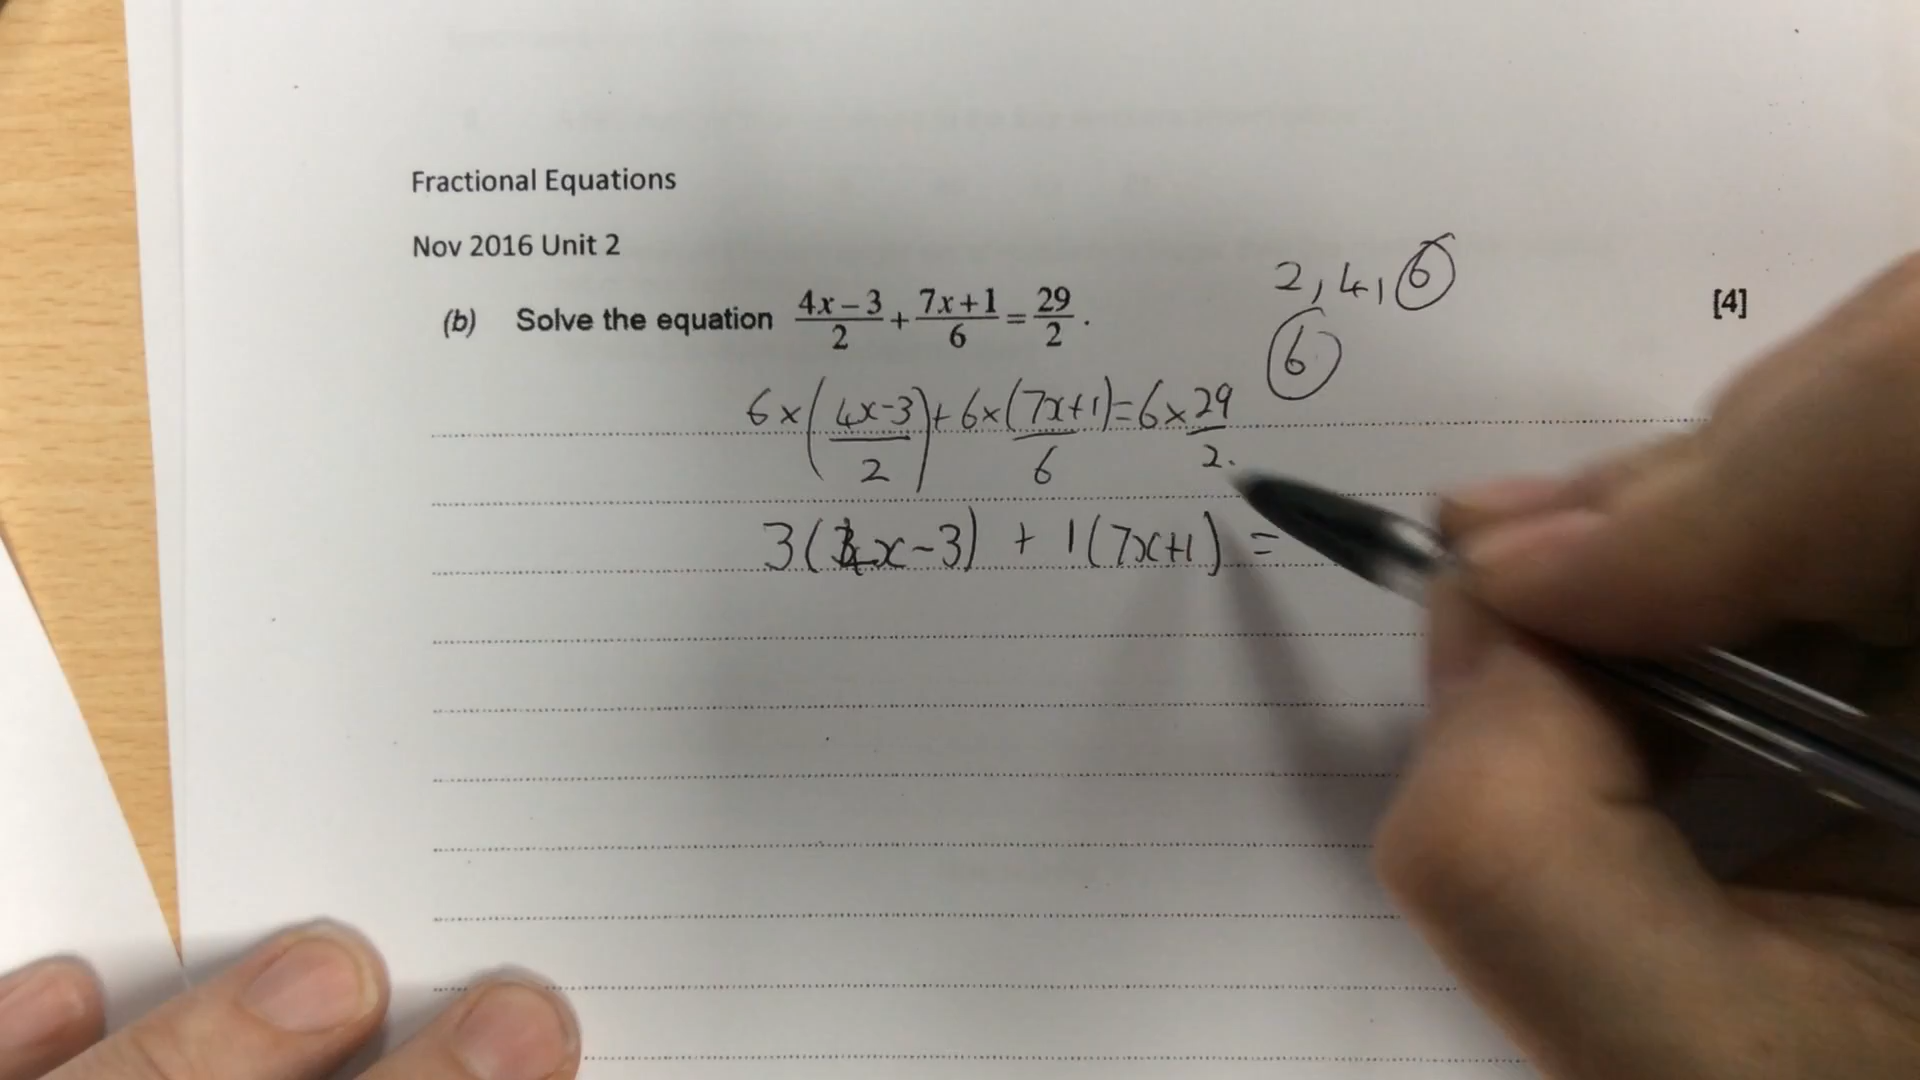 Fractional Equations
Nov 2016 Unit 2
(b) Solve the equation (4x – 3)/2 + (7x + 1)/6 = 29/2 . [4]
2, 4, 6
6
6 × ((4x-3)/2) + 6 × (7x+1)/6 = 6 × 29/2.
3(4x-3) + 1(7x+1) =